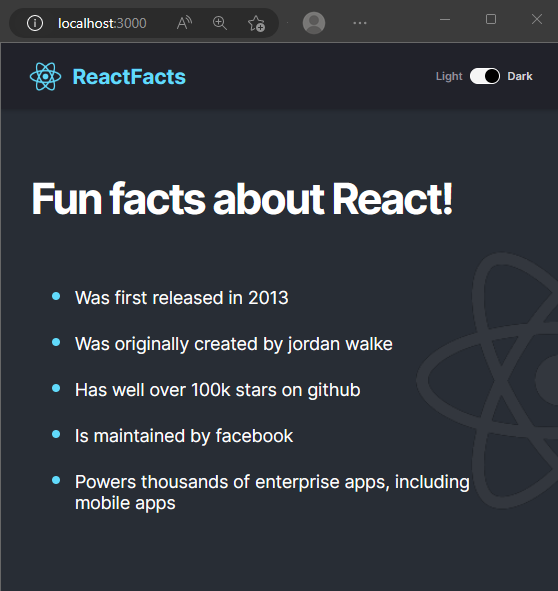 localhost:3000
ReactFacts
Light Dark
Fun facts about React!
Was first released in 2013
Was originally created by jordan walke
Has well over 100k stars on github
Is maintained by facebook
Powers thousands of enterprise apps, including
mobile apps